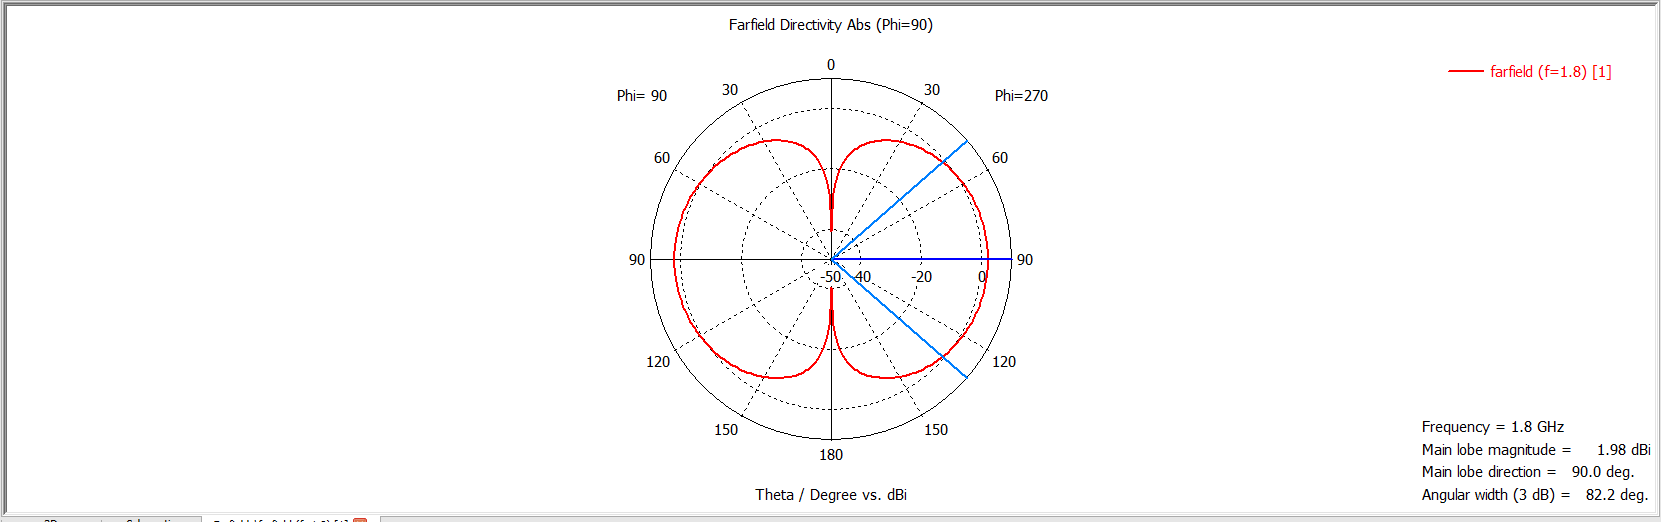 Farfield Directivity Abs (Phi=90)
0
farfield (f=1.8) [1]
30
30
Phi= 90
Phi=270
60
60
90
90
-50
-40
-20
0
120
120
150
150
180
Frequency = 1.8 GHz
Main lobe magnitude = 1.98 dBi
Main lobe direction = 90.0 deg.
Angular width (3 dB) = 82.2 deg.
Theta / Degree vs. dBi